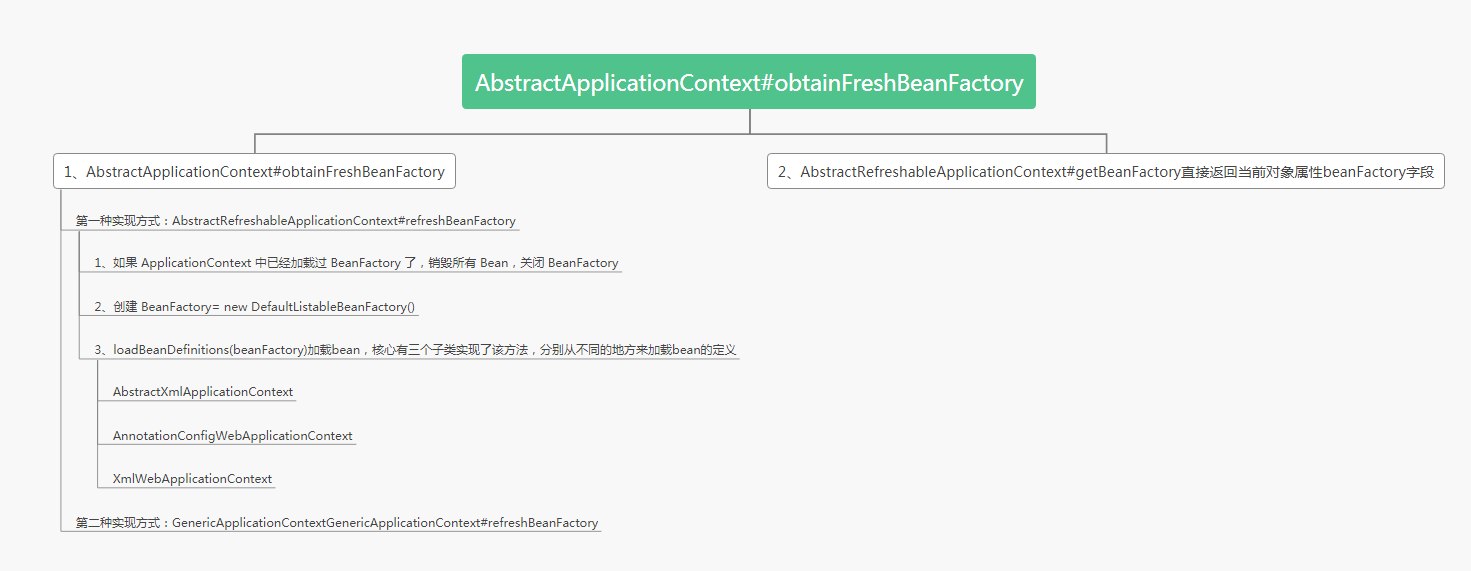 AbstractApplicationContext#obtainFreshBeanFactory
1、AbstractApplicationContext#obtainFreshBeanFactory
2、AbstractRefreshableApplicationContext#getBeanFactory直接返回当前对象属性beanFactory字段
第一种实现方式：AbstractRefreshableApplicationContext#refreshBeanFactory
1、如果 ApplicationContext 中已经加载过 BeanFactory 了，销毁所有 Bean，关闭 BeanFactory
2、创建 BeanFactory= new DefaultListableBeanFactory()
3、loadBeanDefinitions(beanFactory)加载bean，核心有三个子类实现了该方法，分别从不同的地方来加载bean的定义
AbstractXmlApplicationContext
AnnotationConfigWebApplicationContext
XmlWebApplicationContext
第二种实现方式：GenericApplicationContextGenericApplicationContext#refreshBeanFactory